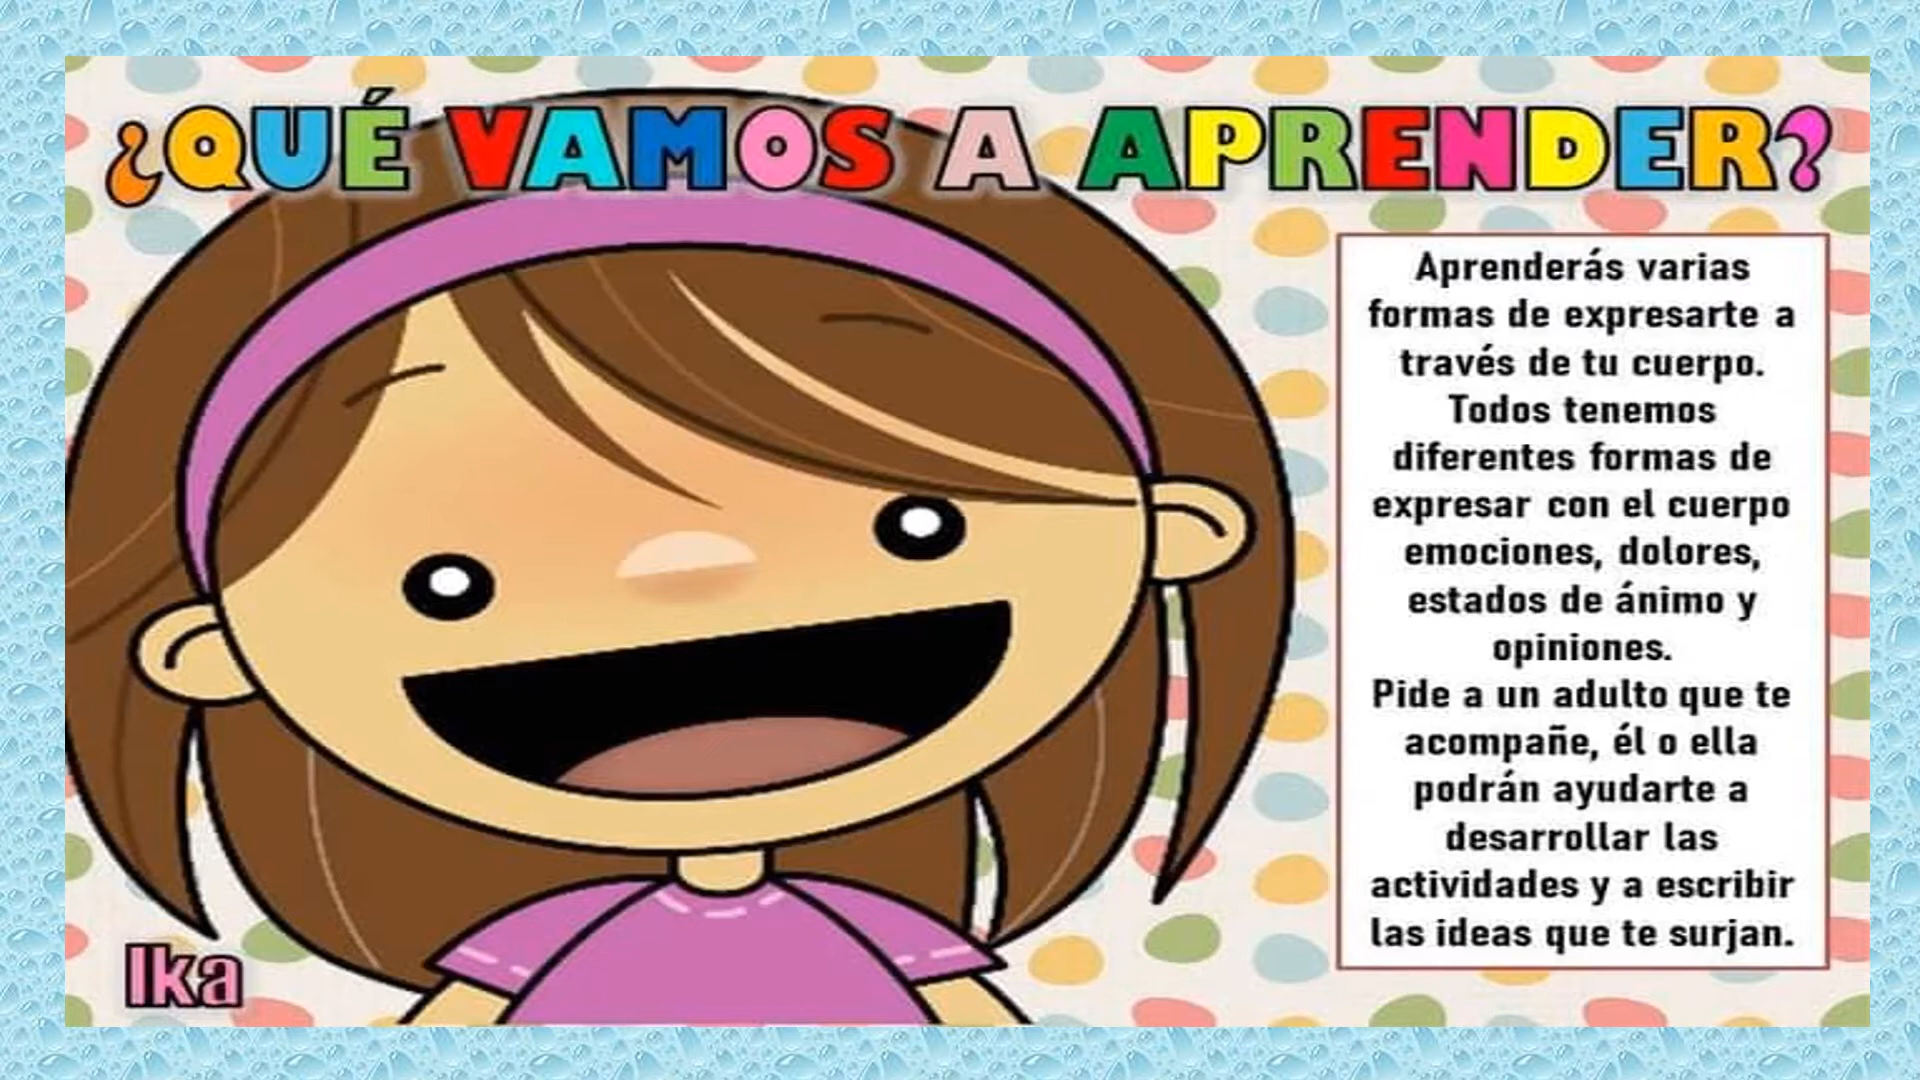 ¿QUÉ VAMOS A APRENDER?
Aprenderás varias
formas de expresarte a
través de tu cuerpo.
Todos tenemos
diferentes formas de
expresar con el cuerpo
emociones, dolores,
estados de ánimo y
opiniones.
Pide a un adulto que te
acompañe, él o ella
podrán ayudarte a
desarrollar las
actividades y a escribir
las ideas que te surjan.
Ika